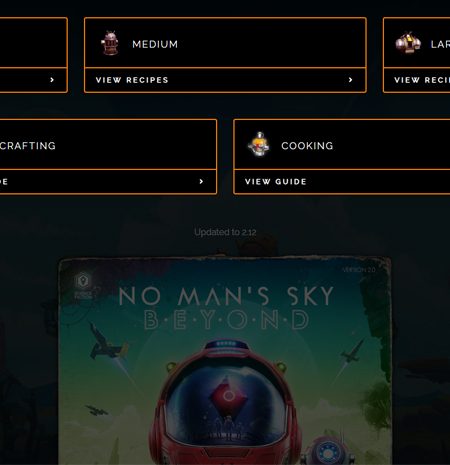 MEDIUM
LAR
VIEW RECIPES
VIEW RECI
CRAFTING
COOKING
DE
VIEW GUIDE
Updated to 2.12
VERSION 2.0
NO MAN'S SKY
BEYOND